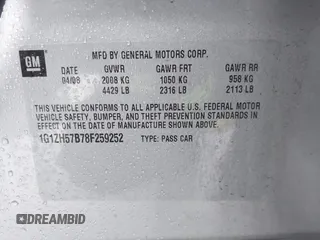 GM
MFD BY GENERAL MOTORS CORP.
DATE GVWR GAWR FRT GAWR RR
04/08 2008 KG 1050 KG 958 KG
4429 LB 2316 LB 2113 LB
THIS VEHICLE CONFORMS TO ALL APPLICABLE U.S. FEDERAL MOTOR
VEHICLE SAFETY, BUMPER, AND THEFT PREVENTION STANDARDS IN
EFFECT ON THE DATE OF MANUFACTURE SHOWN ABOVE.
1G1ZH57B78F259252 TYPE: PASS CAR
DREAMBID